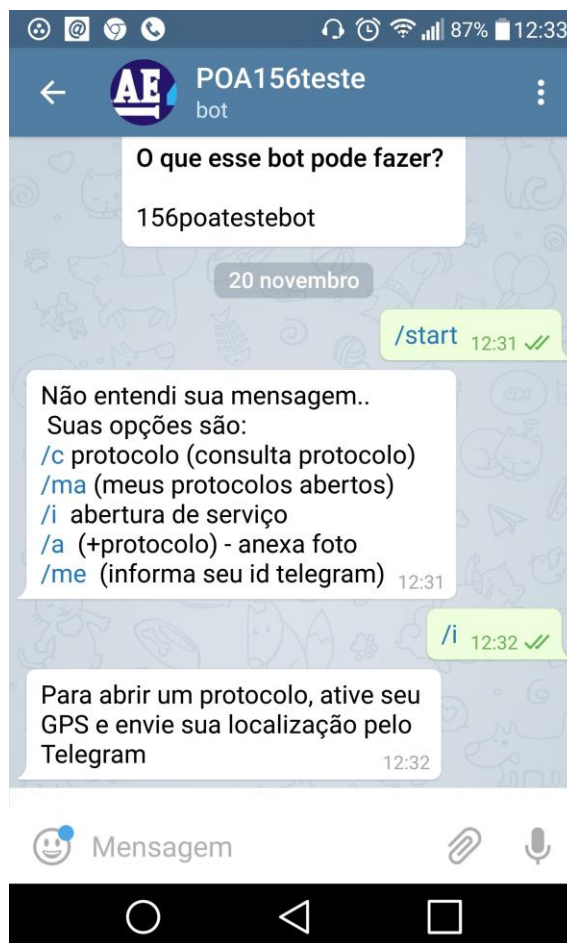 87% 12:33
AE
POA156teste
bot
O que esse bot pode fazer?
156poatestebot
20 novembro
/start 12:31
Não entendi sua mensagem..
Suas opções são:
/c protocolo (consulta protocolo)
/ma (meus protocolos abertos)
/i abertura de serviço
/a (+protocolo) - anexa foto
/me (informa seu id telegram) 12:31
/i 12:32
Para abrir um protocolo, ative seu
GPS e envie sua localização pelo
Telegram 12:32
Mensagem